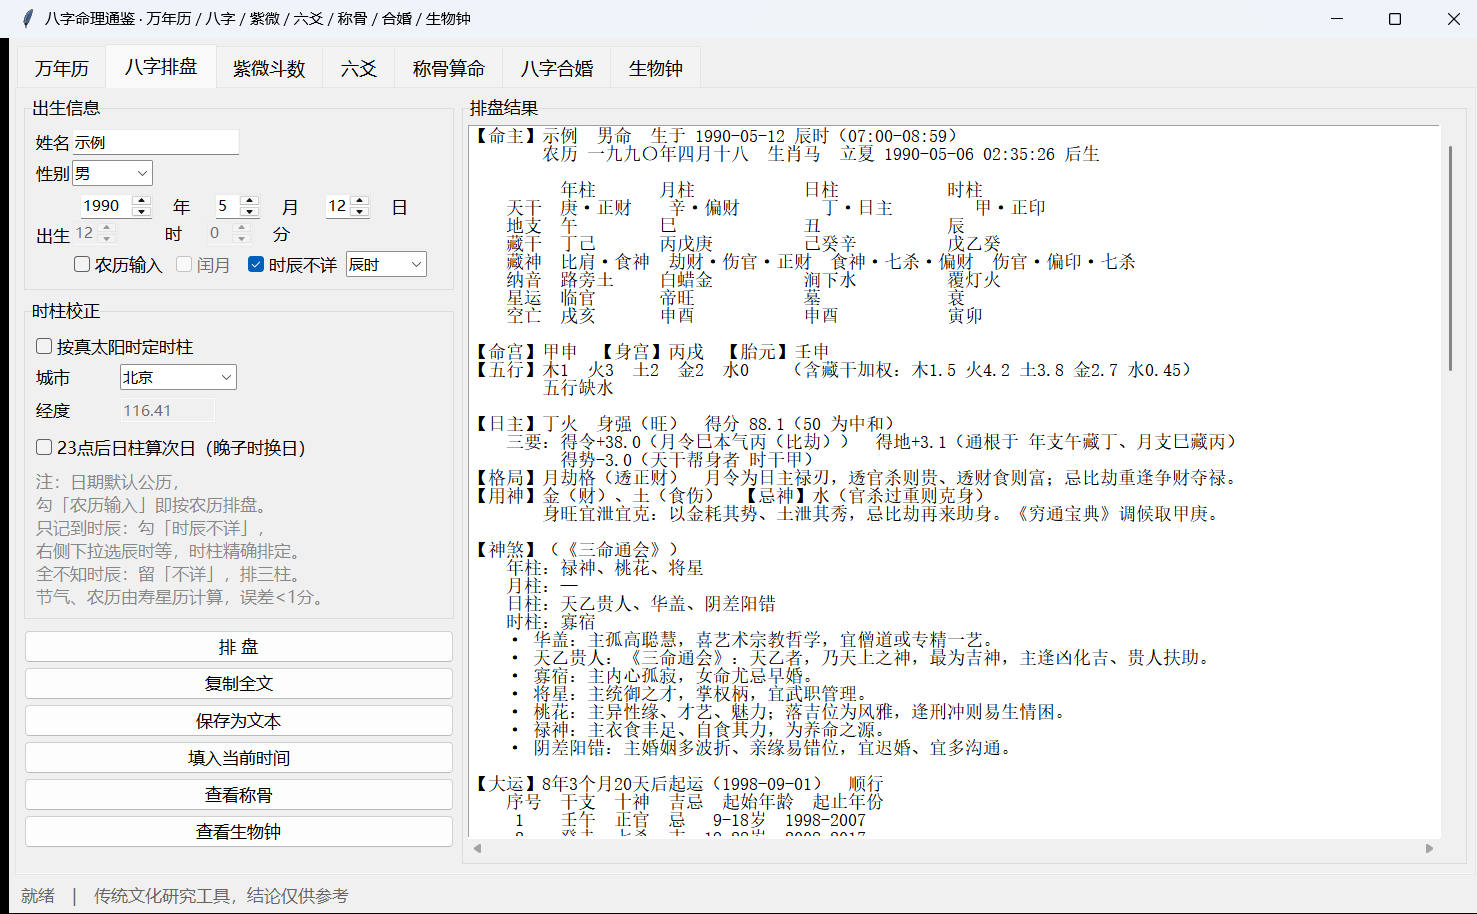 八字命理通鉴 · 万年历 / 八字 / 紫微 / 六爻 / 称骨 / 合婚 / 生物钟
万年历 八字排盘 紫微斗数 六爻 称骨算命 八字合婚 生物钟
出生信息
姓名 示例
性别 男
1990 年 5 月 12 日
出生 12 时 0 分
农历输入 闰月 时辰不详 辰时
时柱校正
按真太阳时定时柱
城市 北京
经度 116.41
23点后日柱算次日（晚子时换日）
注：日期默认公历，
勾「农历输入」即按农历排盘。
只记到时辰：勾「时辰不详」，
右侧下拉选辰时等，时柱精确排定。
全不知时辰：留「不详」，排三柱。
节气、农历由寿星历计算，误差<1分。
排 盘
复制全文
保存为文本
填入当前时间
查看称骨
查看生物钟
排盘结果
【命主】示例 男命 生于 1990-05-12 辰时（07:00-08:59）
农历 一九九〇年四月十八 生肖马 立夏 1990-05-06 02:35:26 后生
年柱 月柱 日柱 时柱
天干 庚·正财 辛·偏财 丁·日主 甲·正印
地支 午 巳 丑 辰
藏干 丁己 丙戊庚 己癸辛 戊乙癸
藏神 比肩·食神 劫财·伤官·正财 食神·七杀·偏财 伤官·偏印·七杀
纳音 路旁土 白蜡金 涧下水 覆灯火
星运 临官 帝旺 墓 衰
空亡 戌亥 申酉 申酉 寅卯
【命宫】甲申 【身宫】丙戌 【胎元】壬申
【五行】木1 火3 土2 金2 水0 （含藏干加权：木1.5 火4.2 土3.8 金2.7 水0.45）
五行缺水
【日主】丁火 身强（旺） 得分 88.1（50 为中和）
三要：得令+38.0（月令巳本气丙（比劫）） 得地+3.1（通根于 年支午藏丁、月支巳藏丙）
得势-3.0（天干帮身者 时干甲）
【格局】月劫格（透正财） 月令为日主禄刃，透官杀则贵、透财食则富；忌比劫重逢争财夺禄。
【用神】金（财）、土（食伤） 【忌神】水（官杀过重则克身）
身旺宜泄宜克：以金耗其势、土泄其秀，忌比劫再来助身。《穷通宝典》调候取甲庚。
【神煞】（《三命通会》）
年柱：禄神、桃花、将星
月柱：—
日柱：天乙贵人、华盖、阴差阳错
时柱：寡宿
• 华盖：主孤高聪慧，喜艺术宗教哲学，宜僧道或专精一艺。
• 天乙贵人：《三命通会》：天乙者，乃天上之神，最为吉神，主逢凶化吉、贵人扶助。
• 寡宿：主内心孤寂，女命尤忌早婚。
• 将星：主统御之才，掌权柄，宜武职管理。
• 桃花：主异性缘、才艺、魅力；落吉位为风雅，逢刑冲则易生情困。
• 禄神：主衣食丰足、自食其力，为养命之源。
• 阴差阳错：主婚姻多波折、亲缘易错位，宜迟婚、宜多沟通。
【大运】8年3个月20天后起运（1998-09-01） 顺行
序号 干支 十神 吉忌 起始年龄 起止年份
1 壬午 正官 忌 9-18岁 1998-2007
就绪 | 传统文化研究工具，结论仅供参考